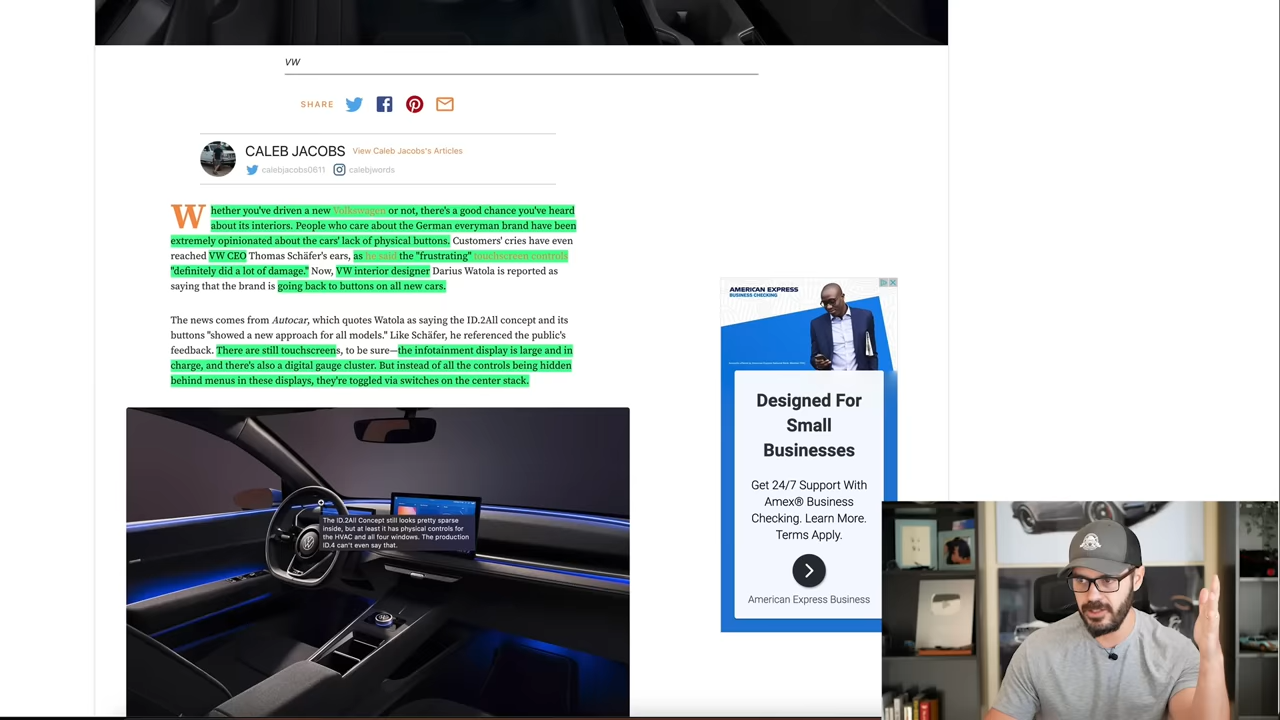 VW
SHARE
CALEB JACOBS View Caleb Jacobs's Articles
calebjacobs0611 calebjwords
Whether you've driven a new Volkswagen or not, there's a good chance you've heard
about its interiors. People who care about the German everyman brand have been
extremely opinionated about the cars' lack of physical buttons. Customers' cries have even
reached VW CEO Thomas Schäfer's ears, as he said the "frustrating" touchscreen controls
"definitely did a lot of damage." Now, VW interior designer Darius Watola is reported as
saying that the brand is going back to buttons on all new cars.
The news comes from Autocar, which quotes Watola as saying the ID.2All concept and its
buttons "showed a new approach for all models." Like Schäfer, he referenced the public's
feedback. There are still touchscreens, to be sure—the infotainment display is large and in
charge, and there's also a digital gauge cluster. But instead of all the controls being hidden
behind menus in these displays, they're toggled via switches on the center stack.
The ID.2All Concept still looks pretty sparse
inside, but at least it has physical controls for
the HVAC and all four windows. The production
ID.4 can't even say that.
AMERICAN EXPRESS
BUSINESS CHECKING
Designed For
Small
Businesses
Get 24/7 Support With
Amex® Business
Checking. Learn More.
Terms Apply.
American Express Business